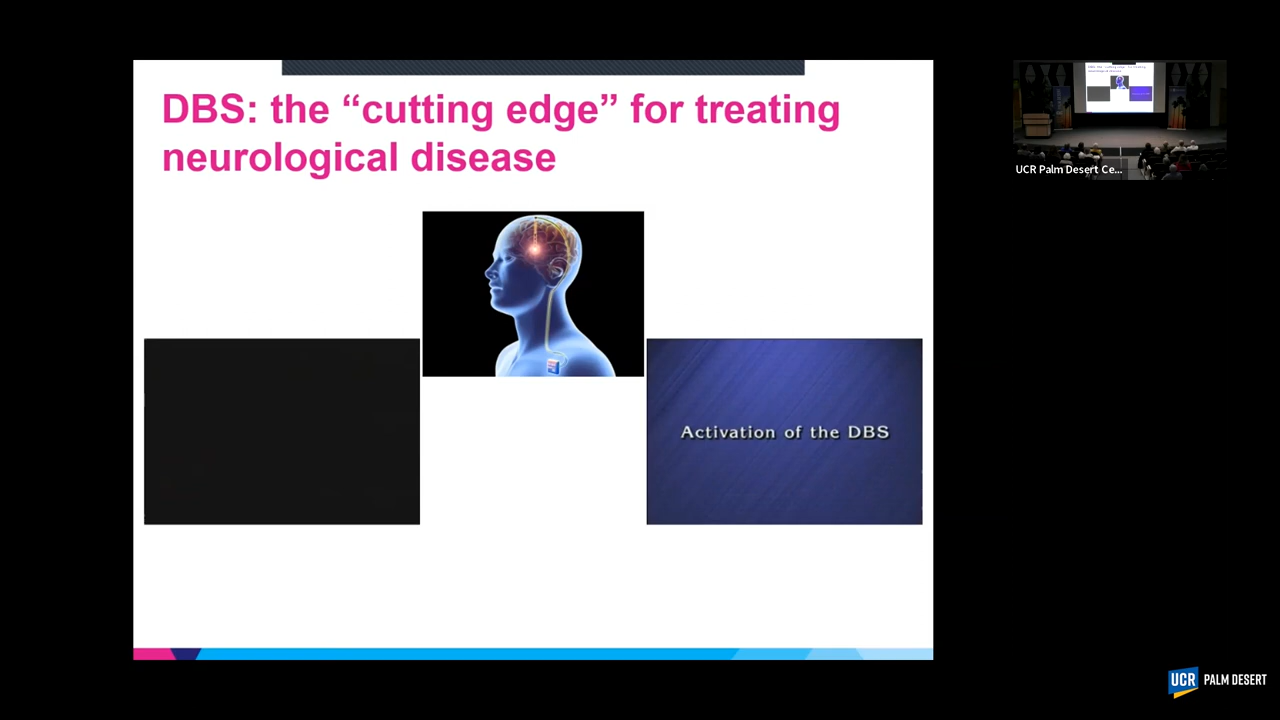 DBS: the “cutting edge” for treating
neurological disease
Activation of the DBS
UCR Palm Desert Ce...
UCR PALM DESERT